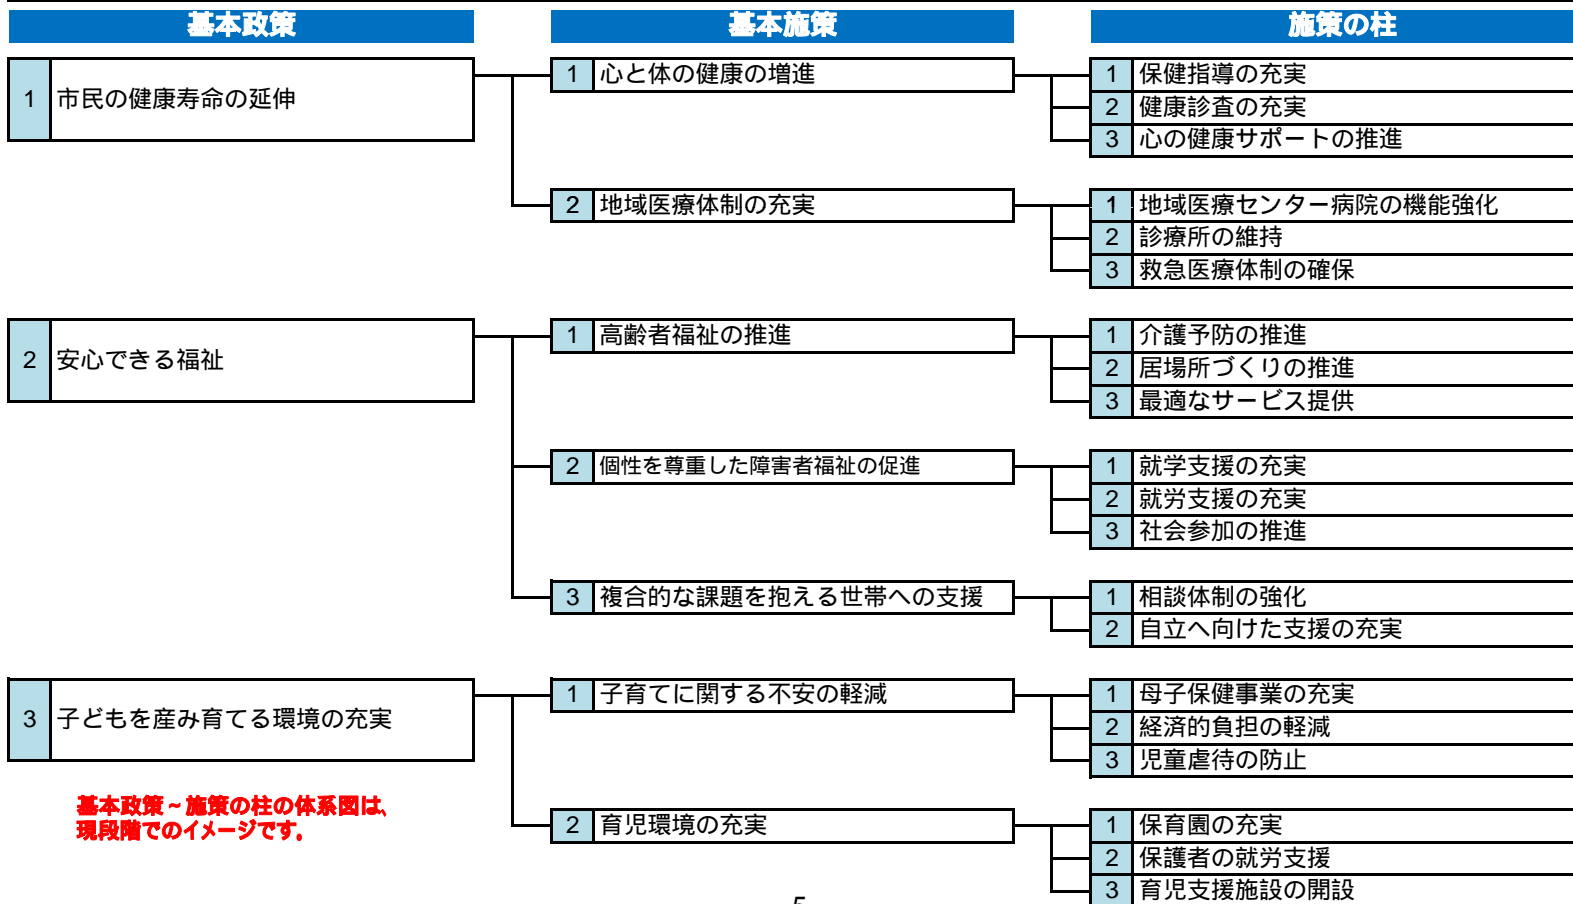 基本政策 基本施策 施策の柱
1 市民の健康寿命の延伸
1 心と体の健康の増進
1 保健指導の充実
2 健康診査の充実
3 心の健康サポートの推進
2 地域医療体制の充実
1 地域医療センター病院の機能強化
2 診療所の維持
3 救急医療体制の確保
2 安心できる福祉
1 高齢者福祉の推進
1 介護予防の推進
2 居場所づくりの推進
3 最適なサービス提供
2 個性を尊重した障害者福祉の促進
1 就学支援の充実
2 就労支援の充実
3 社会参加の推進
3 複合的な課題を抱える世帯への支援
1 相談体制の強化
2 自立へ向けた支援の充実
3 子どもを産み育てる環境の充実
1 子育てに関する不安の軽減
1 母子保健事業の充実
2 経済的負担の軽減
3 児童虐待の防止
2 育児環境の充実
1 保育園の充実
2 保護者の就労支援
3 育児支援施設の開設
基本政策~施策の柱の体系図は、
現段階でのイメージです。
5